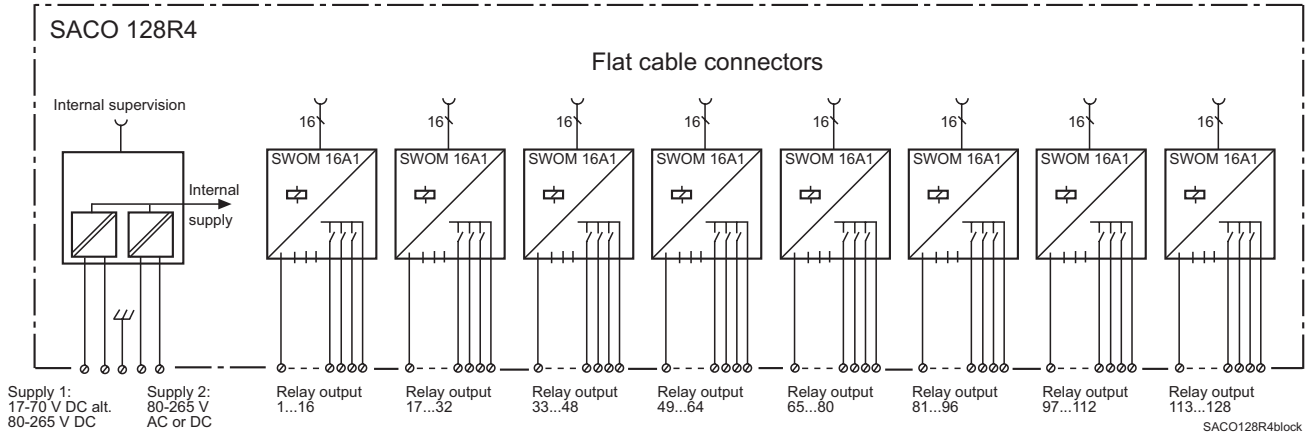 SACO 128R4
Flat cable connectors
Internal supervision
16
16
16
16
16
16
16
16
SWOM 16A1
SWOM 16A1
SWOM 16A1
SWOM 16A1
SWOM 16A1
SWOM 16A1
SWOM 16A1
SWOM 16A1
Internal
supply
Supply 1:
17-70 V DC alt.
80-265 V DC
Supply 2:
80-265 V
AC or DC
Relay output
1...16
Relay output
17...32
Relay output
33...48
Relay output
49...64
Relay output
65...80
Relay output
81...96
Relay output
97...112
Relay output
113...128
SACO128R4block